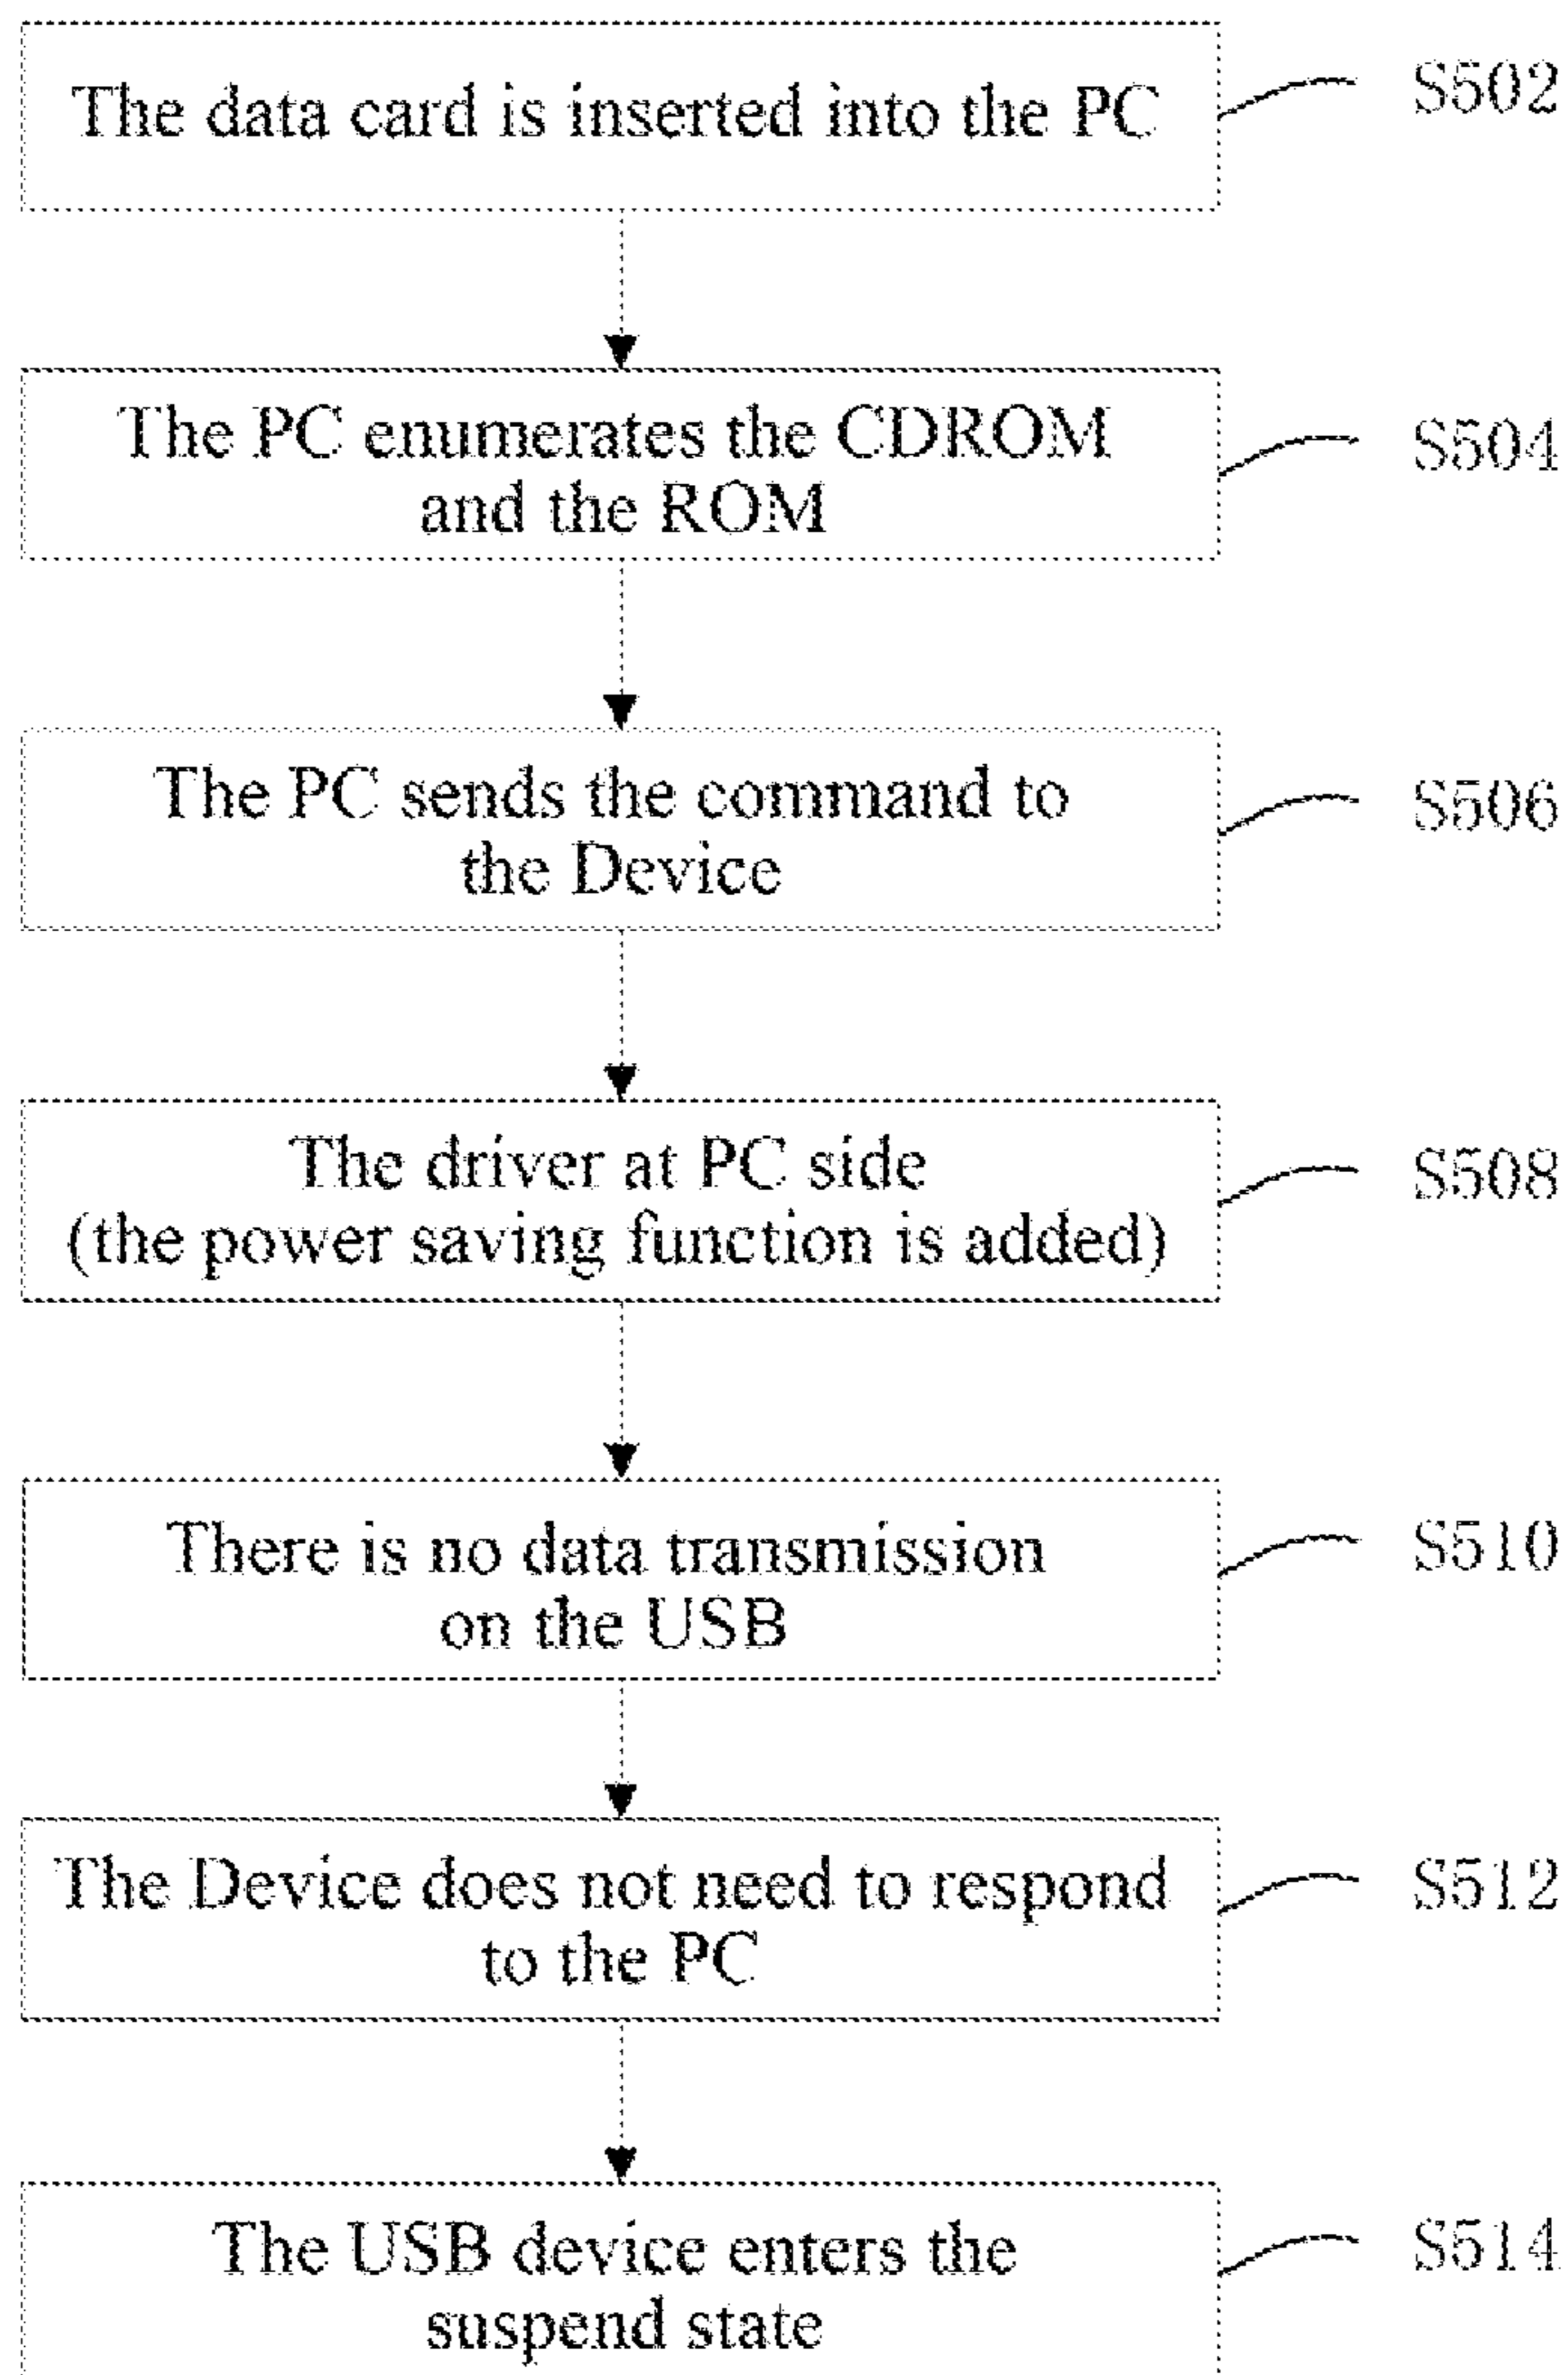 The data card is inserted into the PC
S502
The PC enumerates the CDROM
and the ROM
S504
The PC sends the command to
the Device
S506
The driver at PC side
(the power saving function is added)
S508
There is no data transmission
on the USB
S510
The Device does not need to respond
to the PC
S512
The USB device enters the
suspend state
S514